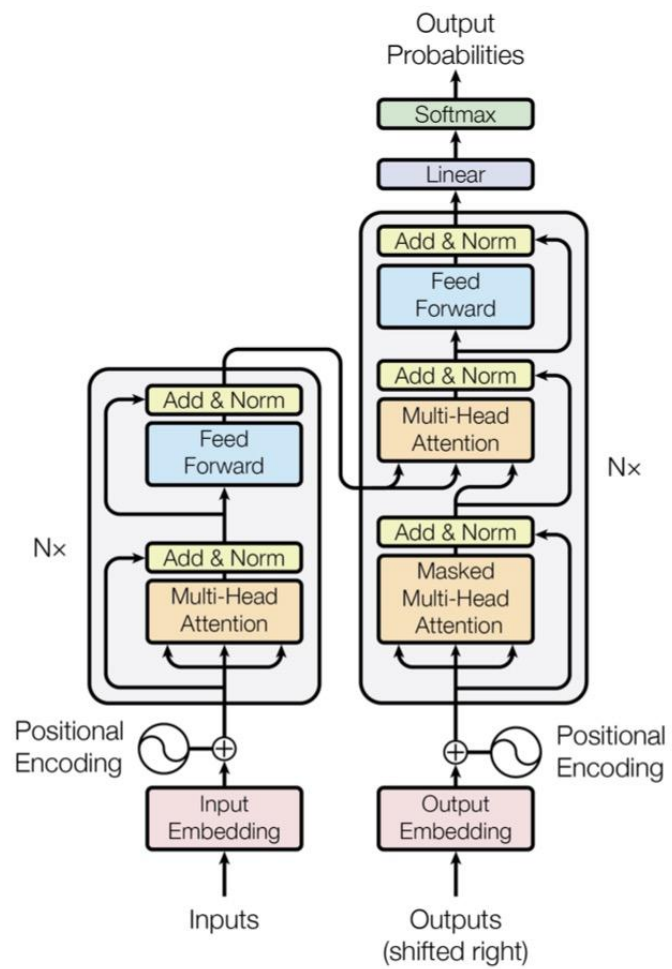 Output
Probabilities
Softmax
Linear
Add & Norm
Feed
Forward
Add & Norm
Multi-Head
Attention
Nx
Add & Norm
Masked
Multi-Head
Attention
Add & Norm
Feed
Forward
Nx
Add & Norm
Multi-Head
Attention
Positional
Encoding
Positional
Encoding
Input
Embedding
Output
Embedding
Inputs
Outputs
(shifted right)